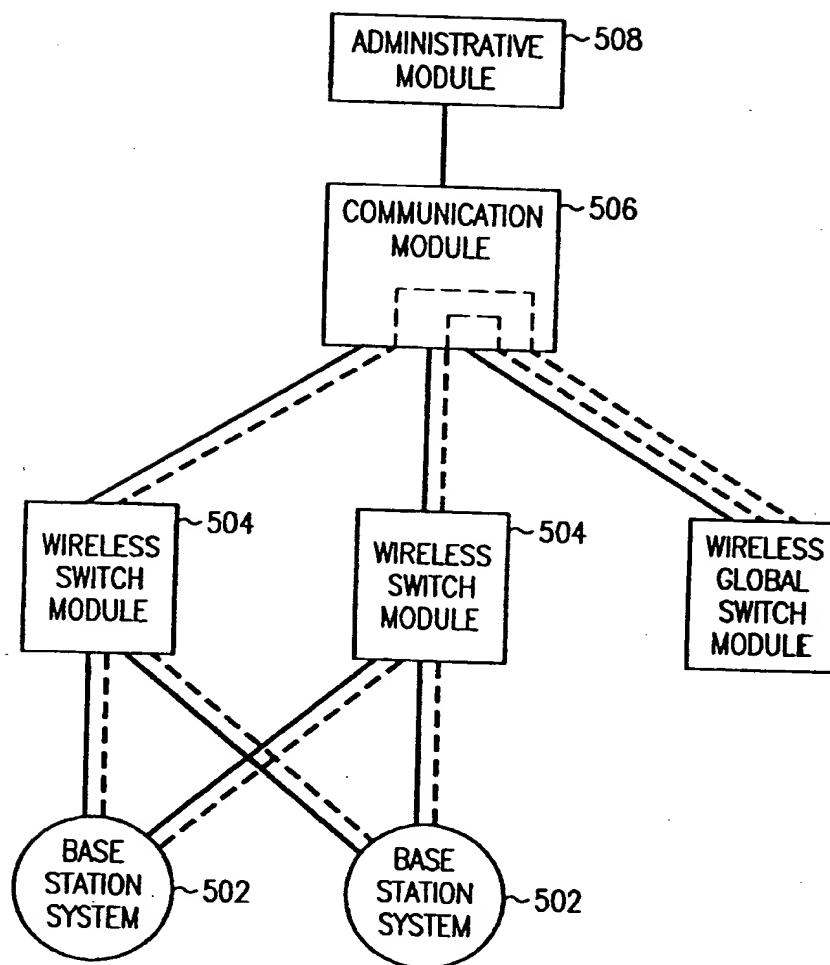 ADMINISTRATIVE
MODULE
508
COMMUNICATION
MODULE
506
WIRELESS
SWITCH
MODULE
504
WIRELESS
SWITCH
MODULE
504
WIRELESS
GLOBAL
SWITCH
MODULE
BASE
STATION
SYSTEM
502
BASE
STATION
SYSTEM
502